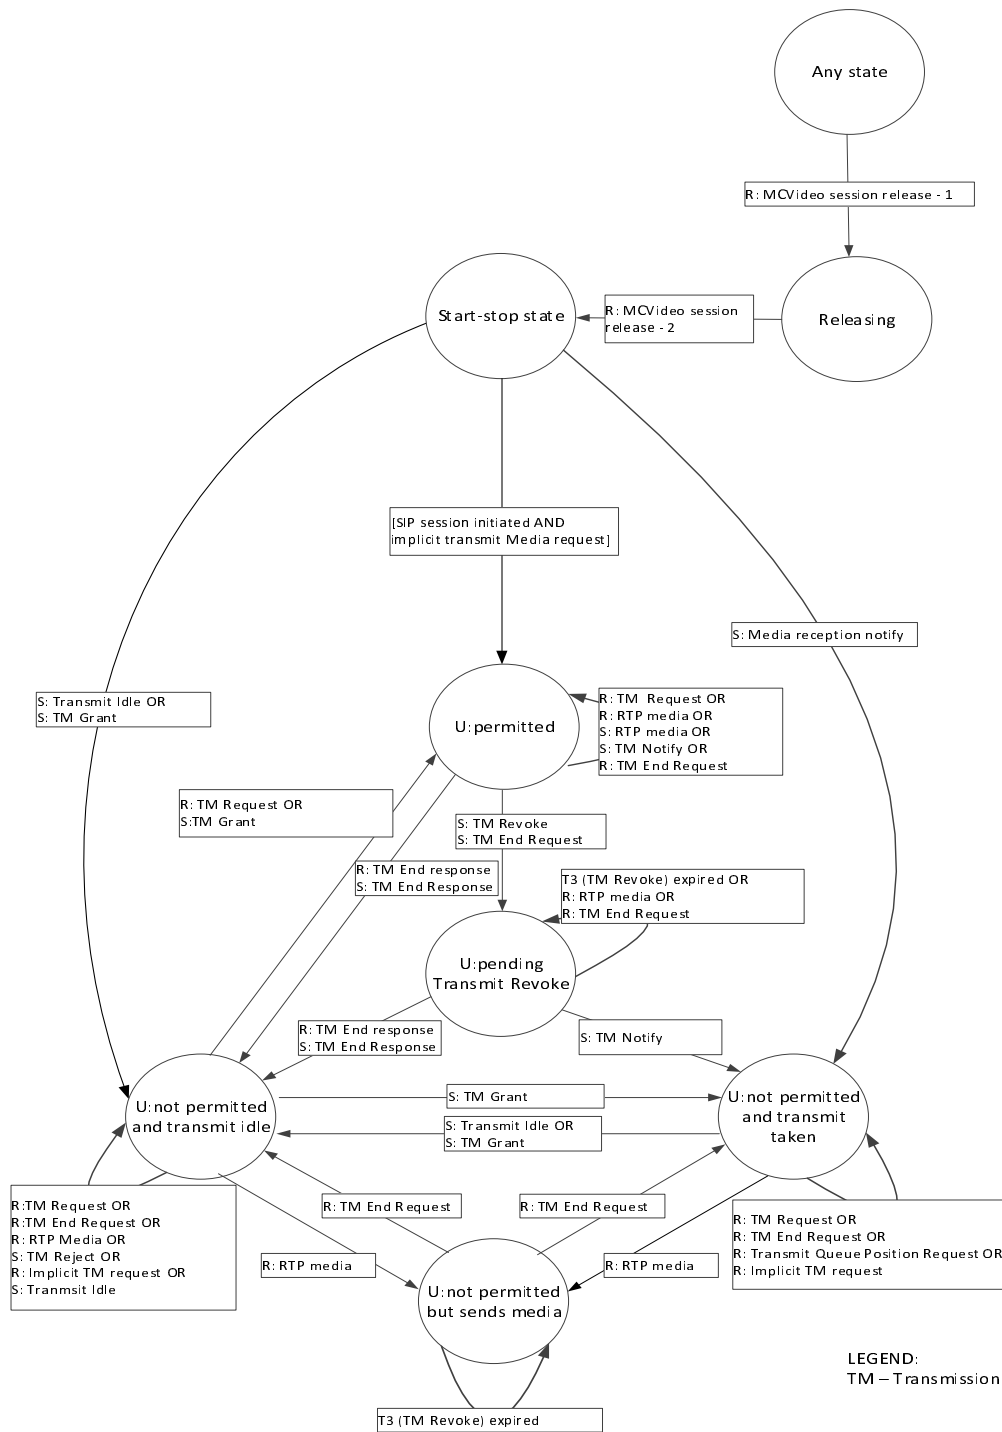 Any state
R: MCVideo session release - 1
Start-stop state
R: MCVideo session
release - 2
Releasing
[SIP session initiated AND
implicit transmit Media request]
S: Media reception notify
S: Transmit Idle OR
S: TM Grant
U:permitted
R: TM Request OR
R: RTP media OR
S: RTP media OR
S: TM Notify OR
R: TM End Request
R: TM Request OR
S:TM Grant
S: TM Revoke
S: TM End Request
R: TM End response
S: TM End Response
T3 (TM Revoke) expired OR
R: RTP media OR
R: TM End Request
U:pending
Transmit Revoke
R: TM End response
S: TM End Response
S: TM Notify
U:not permitted
and transmit idle
S: TM Grant
S: Transmit Idle OR
S: TM Grant
U:not permitted
and transmit
taken
R:TM Request OR
R:TM End Request OR
R: RTP Media OR
S: TM Reject OR
R: Implicit TM request OR
S: Tranmsit Idle
R: TM End Request
R: TM End Request
R: RTP media
R: RTP media
R: TM Request OR
R: TM End Request OR
R: Transmit Queue Position Request OR
R: Implicit TM request
U:not permitted
but sends media
T3 (TM Revoke) expired
LEGEND:
TM – Transmission